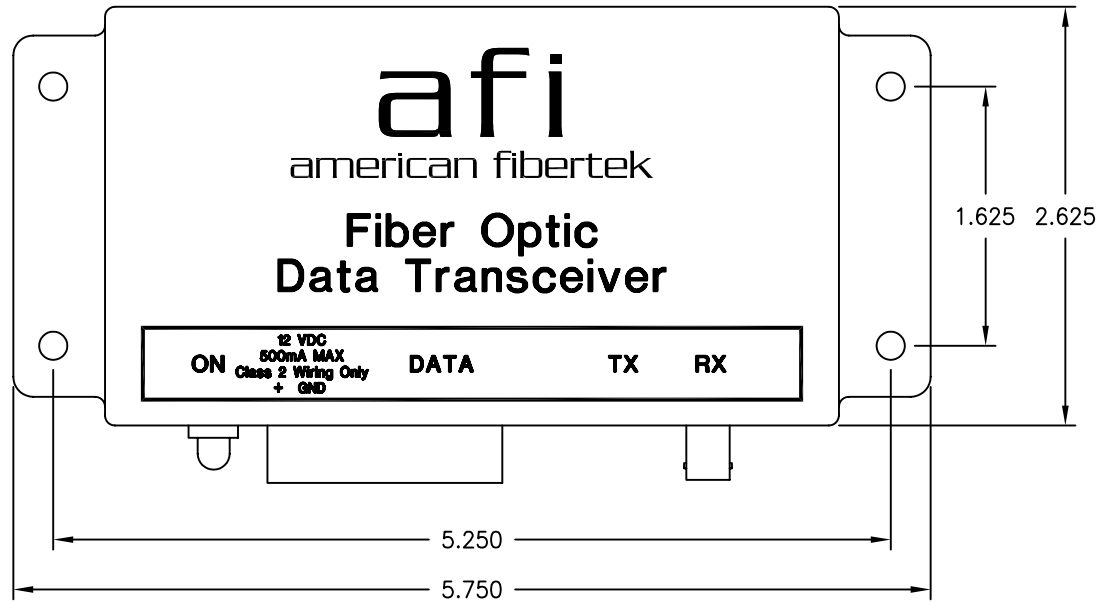 afi
american fibertek
Fiber Optic
Data Transceiver
1.625 2.625
12 VDC
500mA MAX
Class 2 Wiring Only
+ GND
ON
DATA
TX
RX
5.250
5.750